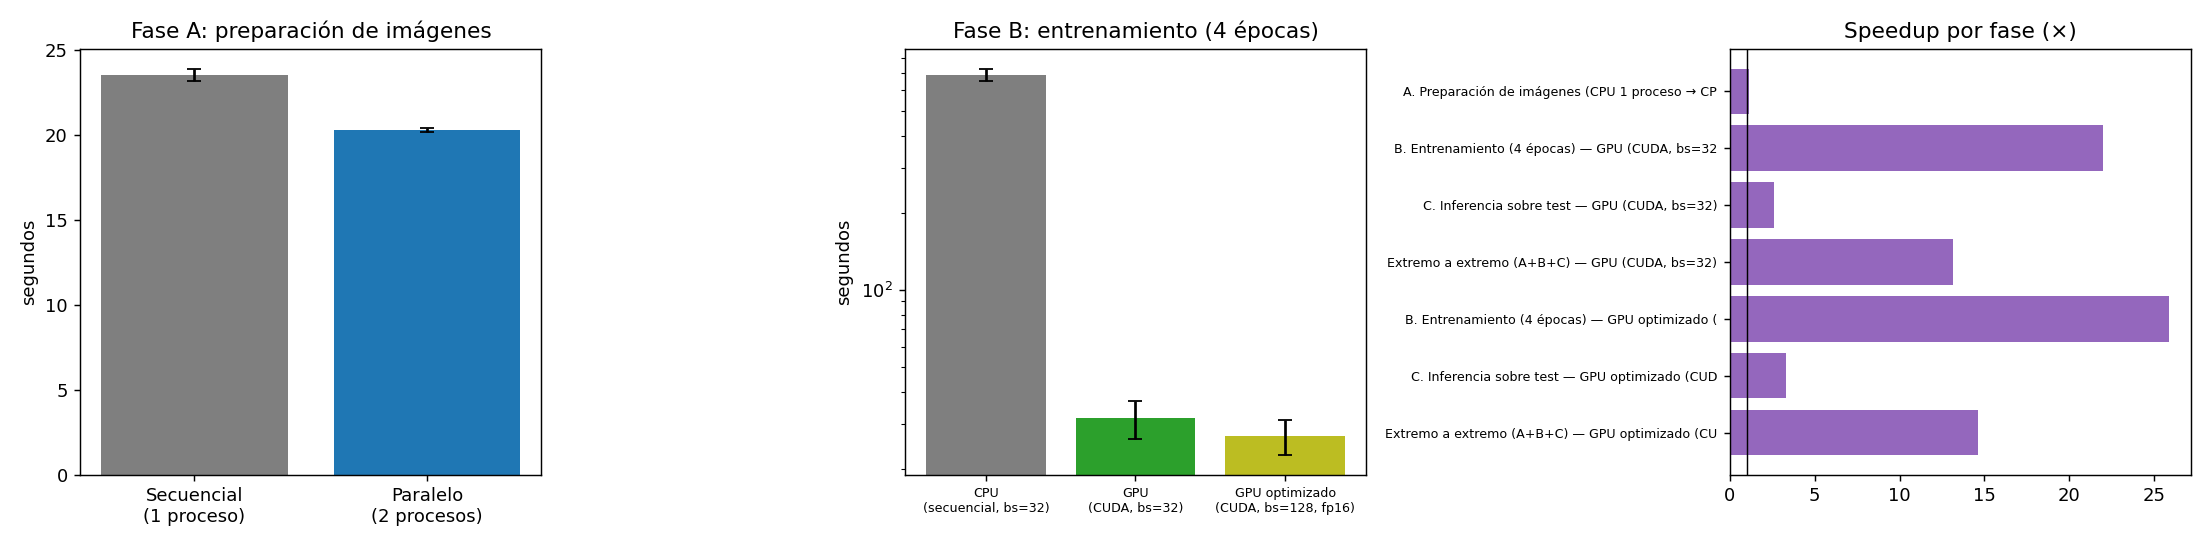 Fase A: preparación de imágenes
segundos
25
20
15
10
5
0
Secuencial
(1 proceso)
Paralelo
(2 procesos)
Fase B: entrenamiento (4 épocas)
segundos
10²
CPU
(secuencial, bs=32)
GPU
(CUDA, bs=32)
GPU optimizado
(CUDA, bs=128, fp16)
Speedup por fase (×)
A. Preparación de imágenes (CPU 1 proceso → CP
B. Entrenamiento (4 épocas) — GPU (CUDA, bs=32
C. Inferencia sobre test — GPU (CUDA, bs=32)
Extremo a extremo (A+B+C) — GPU (CUDA, bs=32)
B. Entrenamiento (4 épocas) — GPU optimizado (
C. Inferencia sobre test — GPU optimizado (CUD
Extremo a extremo (A+B+C) — GPU optimizado (CU
0 5 10 15 20 25